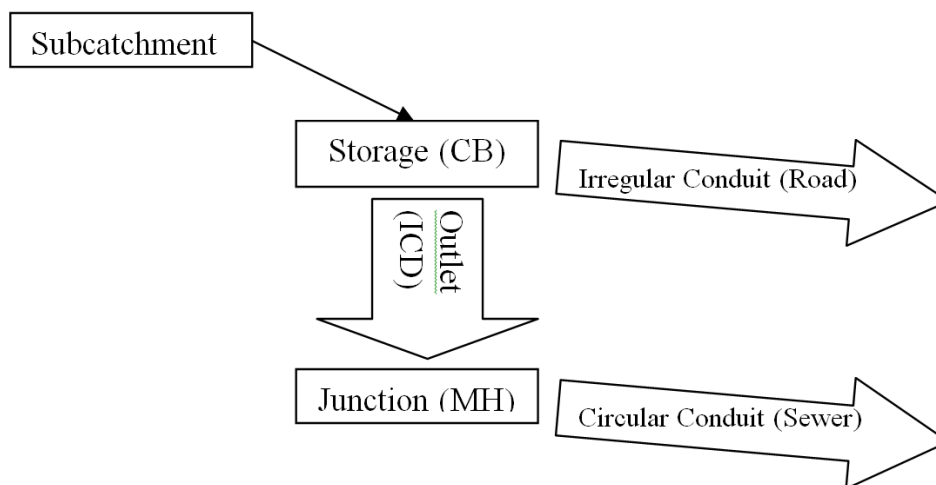 Subcatchment
Storage (CB)
Irregular Conduit (Road)
Outlet
(ICD)
Junction (MH)
Circular Conduit (Sewer)